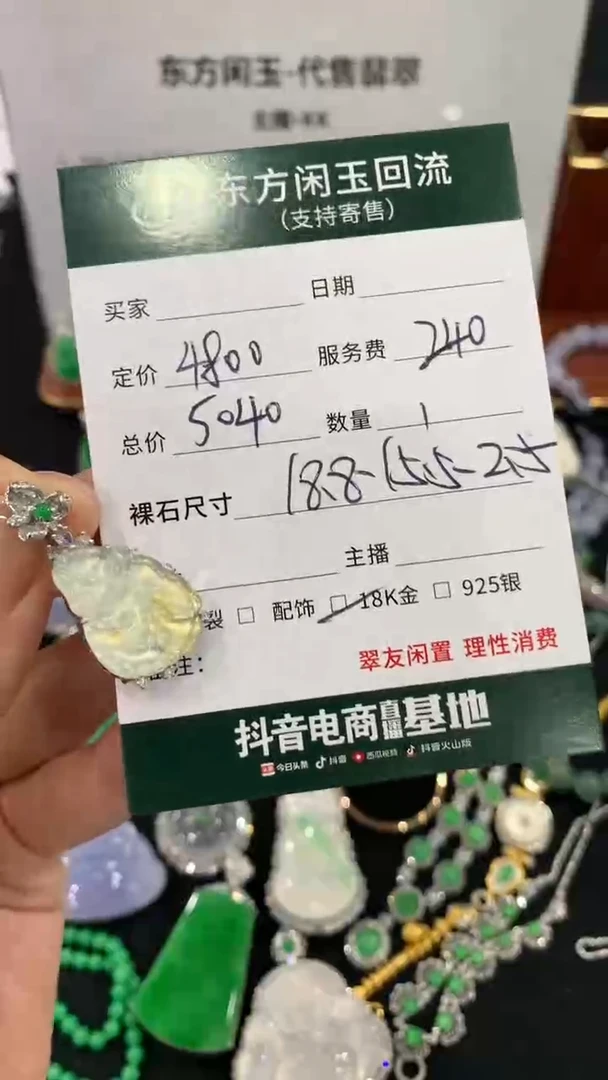 东方闲玉-代售翡翠
东方闲玉回流
(支持寄售)
买家 日期
定价 4800 服务费 240
总价 5040 数量 1
裸石尺寸 18.8-15.5-2.5
主播
裂 □ 配饰 □ 18K金 □ 925银
注:
翠友闲置 理性消费
抖音电商直播基地
今日头条 抖音 西瓜视频 抖音火山版